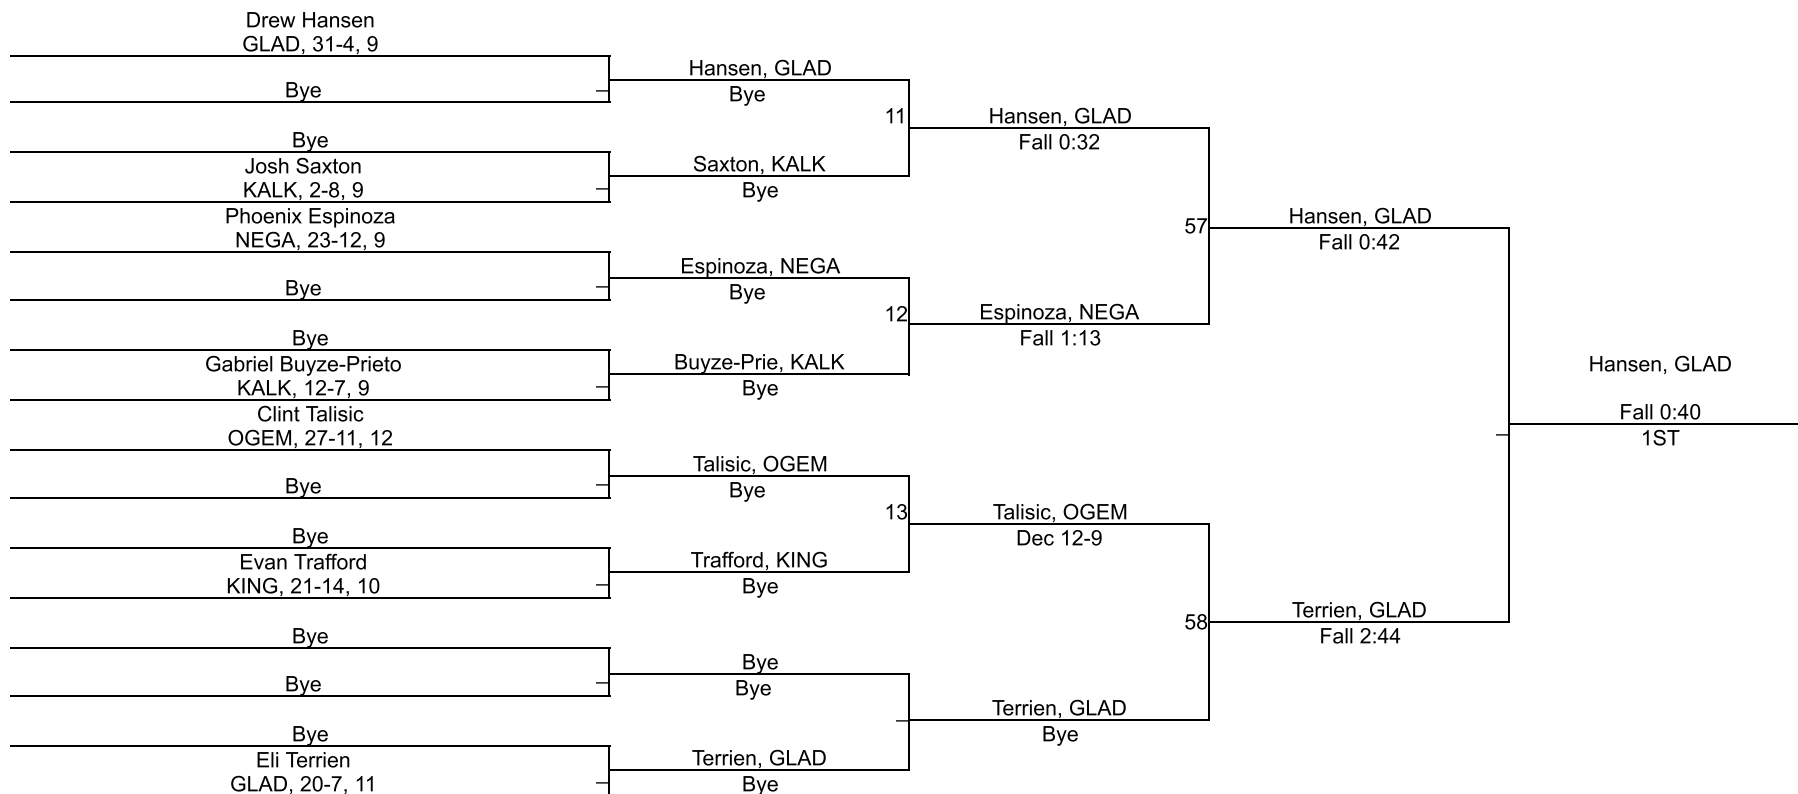 Drew Hansen
GLAD, 31-4, 9
Bye
Bye
Josh Saxton
KALK, 2-8, 9
Phoenix Espinoza
NEGA, 23-12, 9
Bye
Bye
Gabriel Buyze-Prieto
KALK, 12-7, 9
Clint Talisic
OGEM, 27-11, 12
Bye
Bye
Evan Trafford
KING, 21-14, 10
Bye
Bye
Bye
Eli Terrien
GLAD, 20-7, 11
Hansen, GLAD
Bye
11
Saxton, KALK
Bye
Espinoza, NEGA
Bye
12
Buyze-Prie, KALK
Bye
Talisic, OGEM
Bye
13
Trafford, KING
Bye
Bye
Bye
Terrien, GLAD
Bye
Hansen, GLAD
Fall 0:32
57
Espinoza, NEGA
Fall 1:13
Talisic, OGEM
Dec 12-9
58
Terrien, GLAD
Bye
Hansen, GLAD
Fall 0:42
Terrien, GLAD
Fall 2:44
Hansen, GLAD
Fall 0:40
1ST